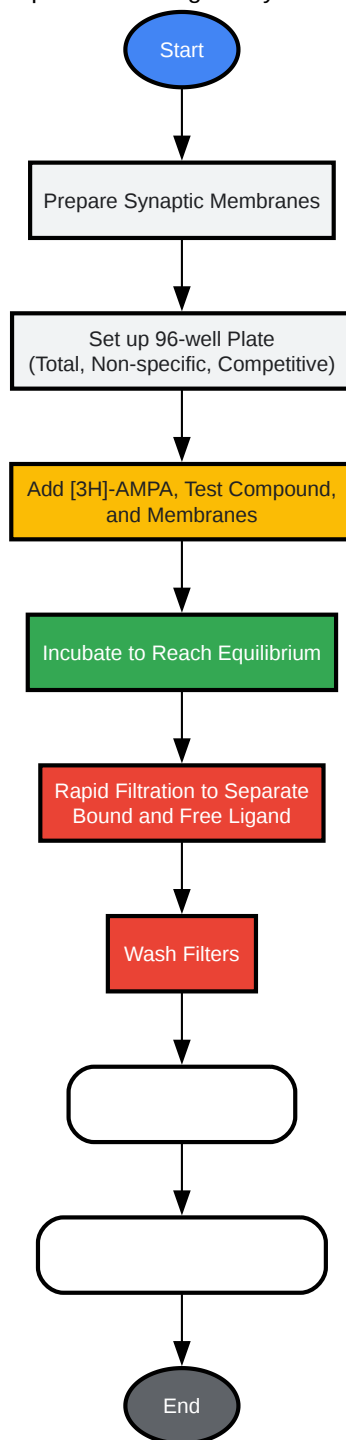 Start
Prepare Synaptic Membranes
Set up 96-well Plate
(Total, Non-specific, Competitive)
Add [3H]-AMPA, Test Compound,
and Membranes
Incubate to Reach Equilibrium
Rapid Filtration to Separate
Bound and Free Ligand
Wash Filters
End